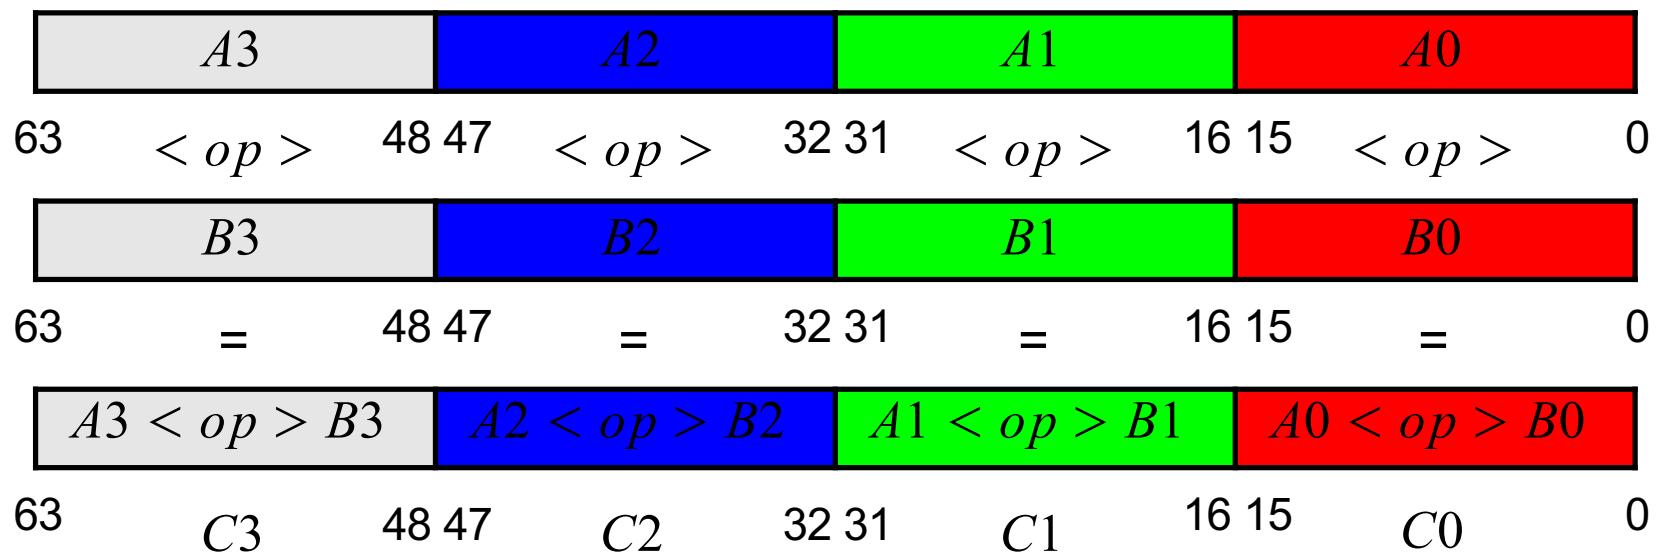 A3 A2 A1 A0
63 < op > 48 47 < op > 32 31 < op > 16 15 < op > 0
B3 B2 B1 B0
63 = 48 47 = 32 31 = 16 15 = 0
A3 < op > B3 A2 < op > B2 A1 < op > B1 A0 < op > B0
63 C3 48 47 C2 32 31 C1 16 15 C0 0